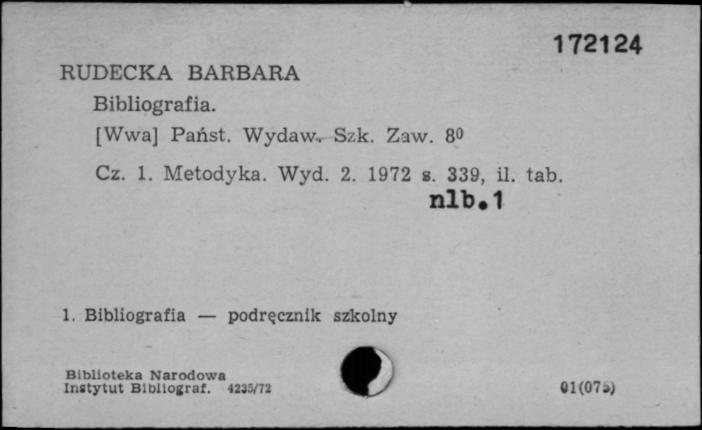 172124
RUDECKA BARBARA
Bibliografia.
[Wwa] Państ. Wydaw. Szk. Zaw. 8⁰
Cz. 1. Metodyka. Wyd. 2. 1972 s. 339, il. tab.
nlb.1
1. Bibliografia — podręcznik szkolny
Biblioteka Narodowa
Instytut Bibliograf. 4235/72
01(075)